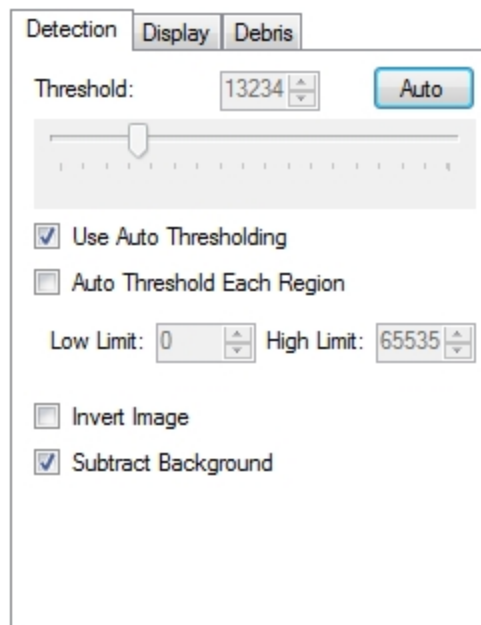 Detection Display Debris
Threshold: 13234 Auto
Use Auto Thresholding
Auto Threshold Each Region
Low Limit: 0 High Limit: 65535
Invert Image
Subtract Background